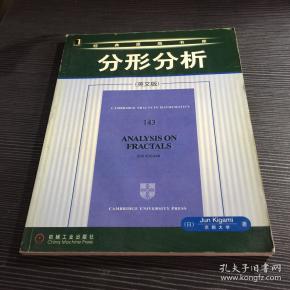 经典原版书库
分形分析
(英文版)
CAMBRIDGE TRACTS IN MATHEMATICS
143
ANALYSIS ON
FRACTALS
JUN KIGAMI
CAMBRIDGE UNIVERSITY PRESS
(日) Jun Kigami 著
京都大学
机械工业出版社
China Machine Press
孔夫子旧书网